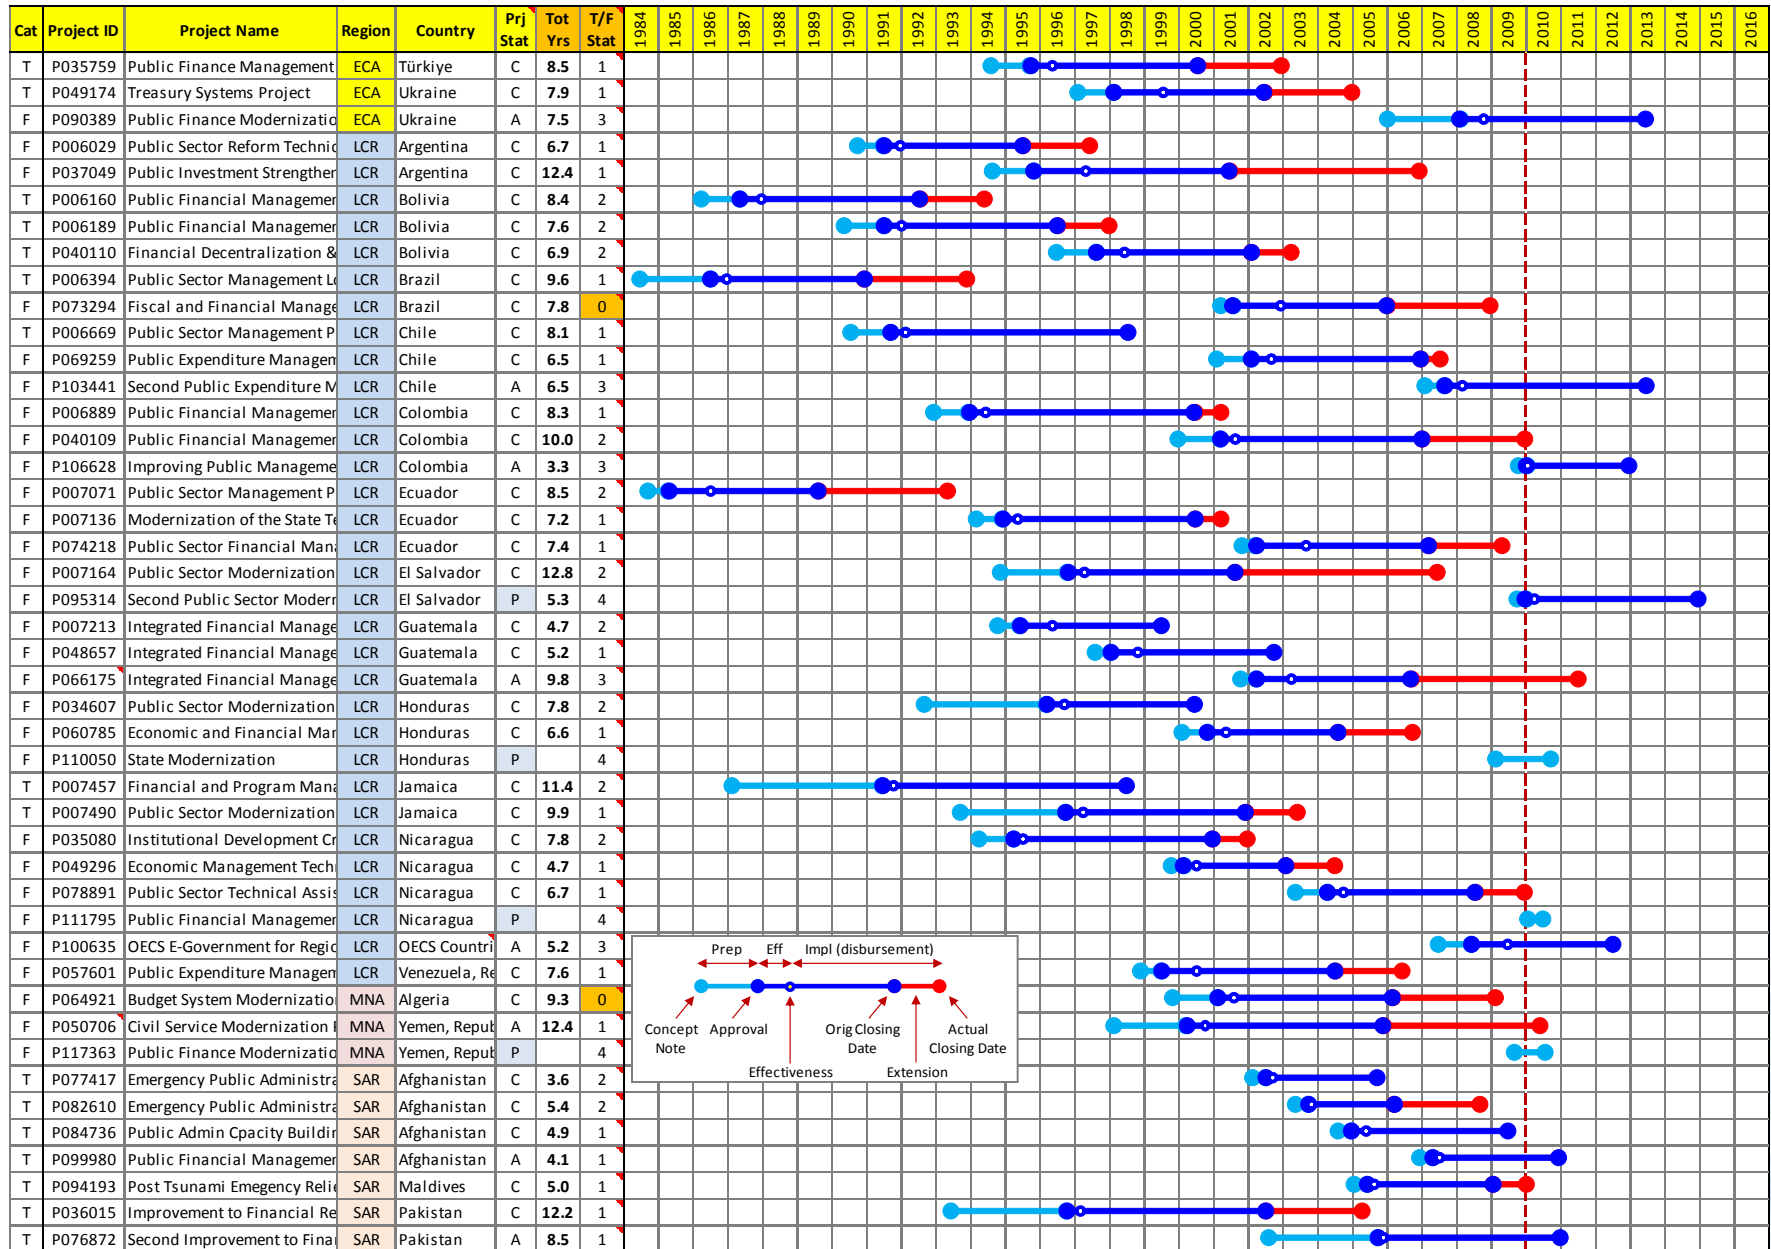 Cat Project ID Project Name Region Country Prj Stat Tot Yrs T/F Stat 1984 1985 1986 1987 1988 1989 1990 1991 1992 1993 1994 1995 1996 1997 1998 1999 2000 2001 2002 2003 2004 2005 2006 2007 2008 2009 2010 2011 2012 2013 2014 2015 2016
T P035759 Public Finance Management ECA Türkiye C 8.5 1
T P049174 Treasury Systems Project ECA Ukraine C 7.9 1
F P090389 Public Finance Modernizatio ECA Ukraine A 7.5 3
F P006029 Public Sector Reform Technic LCR Argentina C 6.7 1
F P037049 Public Investment Strengther LCR Argentina C 12.4 1
T P006160 Public Financial Managemer LCR Bolivia C 8.4 2
T P006189 Public Financial Managemer LCR Bolivia C 7.6 2
T P040110 Financial Decentralization & LCR Bolivia C 6.9 2
T P006394 Public Sector Management Lo LCR Brazil C 9.6 1
F P073294 Fiscal and Financial Manage LCR Brazil C 7.8 0
T P006669 Public Sector Management P LCR Chile C 8.1 1
F P069259 Public Expenditure Managem LCR Chile C 6.5 1
F P103441 Second Public Expenditure M LCR Chile A 6.5 3
F P006889 Public Financial Managemer LCR Colombia C 8.3 1
F P040109 Public Financial Managemer LCR Colombia C 10.0 2
F P106628 Improving Public Manageme LCR Colombia A 3.3 3
F P007071 Public Sector Management P LCR Ecuador C 8.5 2
F P007136 Modernization of the State Te LCR Ecuador C 7.2 1
F P074218 Public Sector Financial Mana LCR Ecuador C 7.4 1
F P007164 Public Sector Modernization LCR El Salvador C 12.8 2
F P095314 Second Public Sector Modern LCR El Salvador P 5.3 4
F P007213 Integrated Financial Manage LCR Guatemala C 4.7 2
F P048657 Integrated Financial Manage LCR Guatemala C 5.2 1
F P066175 Integrated Financial Manage LCR Guatemala A 9.8 3
F P034607 Public Sector Modernization LCR Honduras C 7.8 2
F P060785 Economic and Financial Mar LCR Honduras C 6.6 1
F P110050 State Modernization LCR Honduras P 4
T P007457 Financial and Program Mana LCR Jamaica C 11.4 2
T P007490 Public Sector Modernization LCR Jamaica C 9.9 1
F P035080 Institutional Development Cr LCR Nicaragua C 7.8 2
F P049296 Economic Management Tech LCR Nicaragua C 4.7 1
F P078891 Public Sector Technical Assis LCR Nicaragua C 6.7 1
F P111795 Public Financial Managemer LCR Nicaragua P 4
F P100635 OECS E-Government for Regio LCR OECS Countri A 5.2 3
F P057601 Public Expenditure Managem LCR Venezuela, Re C 7.6 1
F P064921 Budget System Modernizatio MNA Algeria C 9.3 0
F P050706 Civil Service Modernization P MNA Yemen, Repub A 12.4 1
F P117363 Public Finance Modernizatio MNA Yemen, Repub P 4
T P077417 Emergency Public Administra SAR Afghanistan C 3.6 2
T P082610 Emergency Public Administra SAR Afghanistan C 5.4 2
T P084736 Public Admin Cpacity Buildin SAR Afghanistan C 4.9 1
T P099980 Public Financial Managemer SAR Afghanistan A 4.1 1
T P094193 Post Tsunami Emegency Relie SAR Maldives C 5.0 1
T P036015 Improvement to Financial Re SAR Pakistan C 12.2 1
T P076872 Second Improvement to Finan SAR Pakistan A 8.5 1
Prep Eff Impl (disbursement)
Concept Note Approval Orig Closing Date Actual Closing Date
Effectiveness Extension